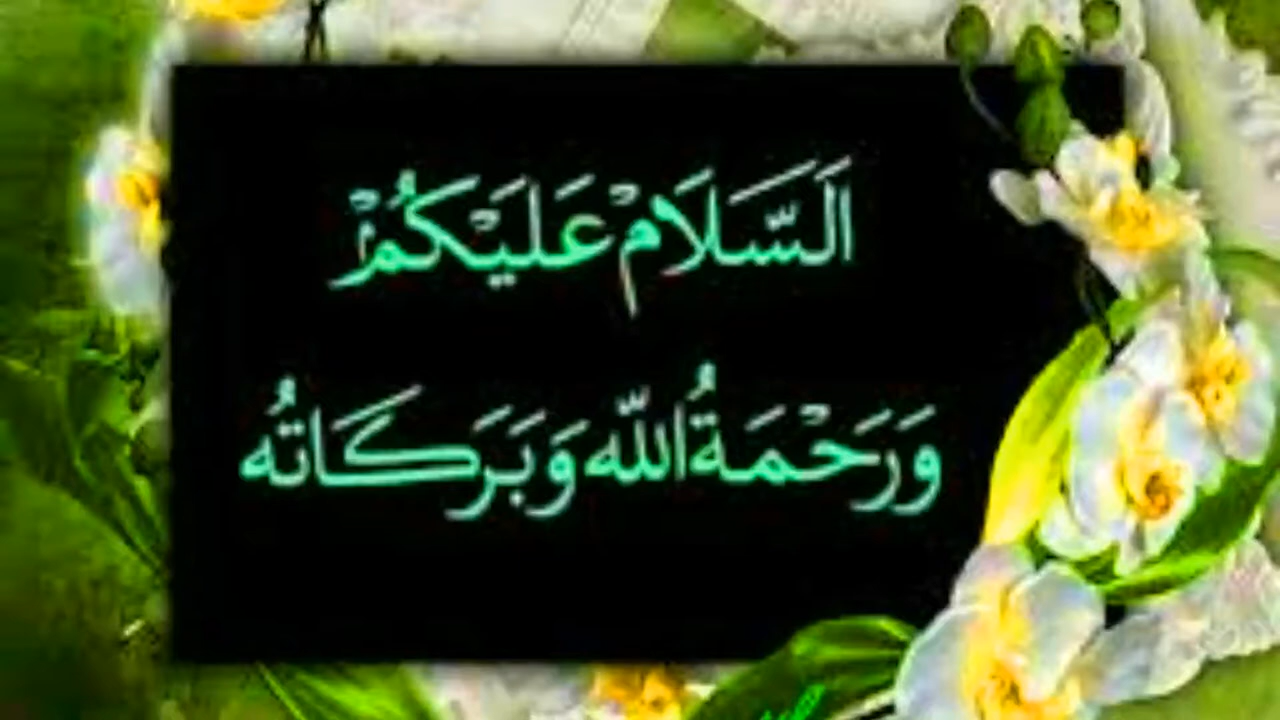 اَلسَّلَامْ عَلَيْكُمْ
وَرَحْمَةُ اللّه وَبَرَكَاتُه